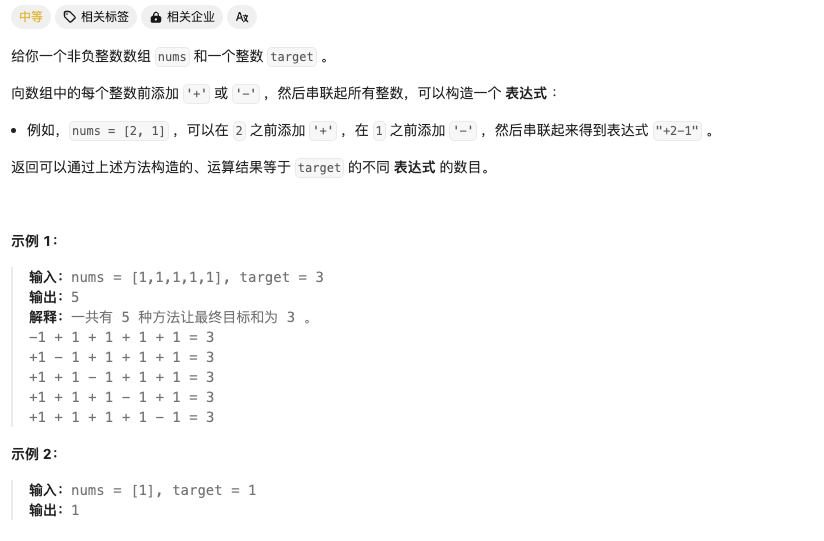 中等 相关标签 相关企业 Aあ
给你一个非负整数数组 nums 和一个整数 target 。
向数组中的每个整数前添加 '+' 或 '-' ，然后串联起所有整数，可以构造一个 表达式 ：
• 例如，nums = [2, 1] ，可以在 2 之前添加 '+' ，在 1 之前添加 '-' ，然后串联起来得到表达式 "+2-1" 。
返回可以通过上述方法构造的、运算结果等于 target 的不同 表达式 的数目。
示例 1：
输入：nums = [1,1,1,1,1], target = 3
输出：5
解释：一共有 5 种方法让最终目标和为 3 。
-1 + 1 + 1 + 1 + 1 = 3
+1 - 1 + 1 + 1 + 1 = 3
+1 + 1 - 1 + 1 + 1 = 3
+1 + 1 + 1 - 1 + 1 = 3
+1 + 1 + 1 + 1 - 1 = 3
示例 2：
输入：nums = [1], target = 1
输出：1